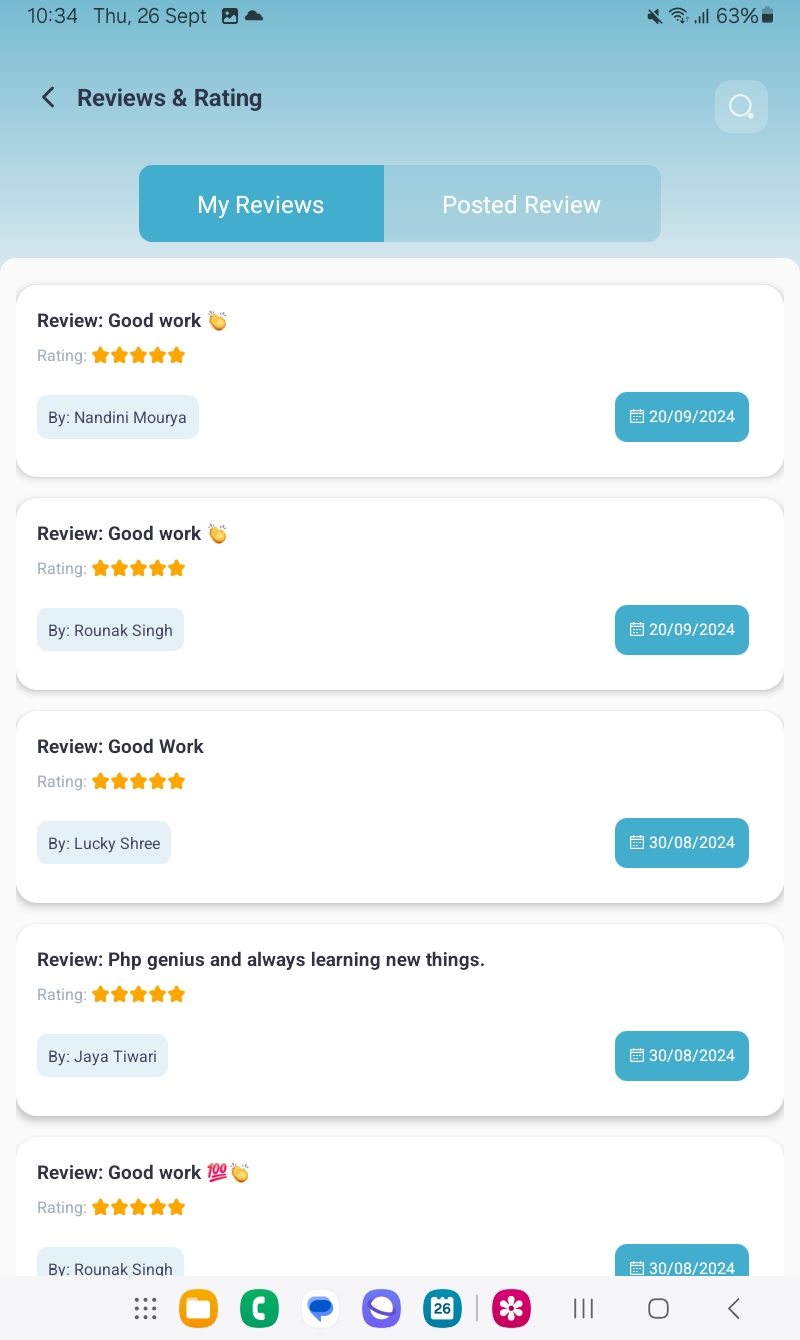 10:34 Thu, 26 Sept 63%
Reviews & Rating
My Reviews Posted Review
Review: Good work 👏
Rating:
By: Nandini Mourya 20/09/2024
Review: Good work 👏
Rating:
By: Rounak Singh 20/09/2024
Review: Good Work
Rating:
By: Lucky Shree 30/08/2024
Review: Php genius and always learning new things.
Rating:
By: Jaya Tiwari 30/08/2024
Review: Good work 💯👏
Rating:
By: Rounak Singh 30/08/2024
26